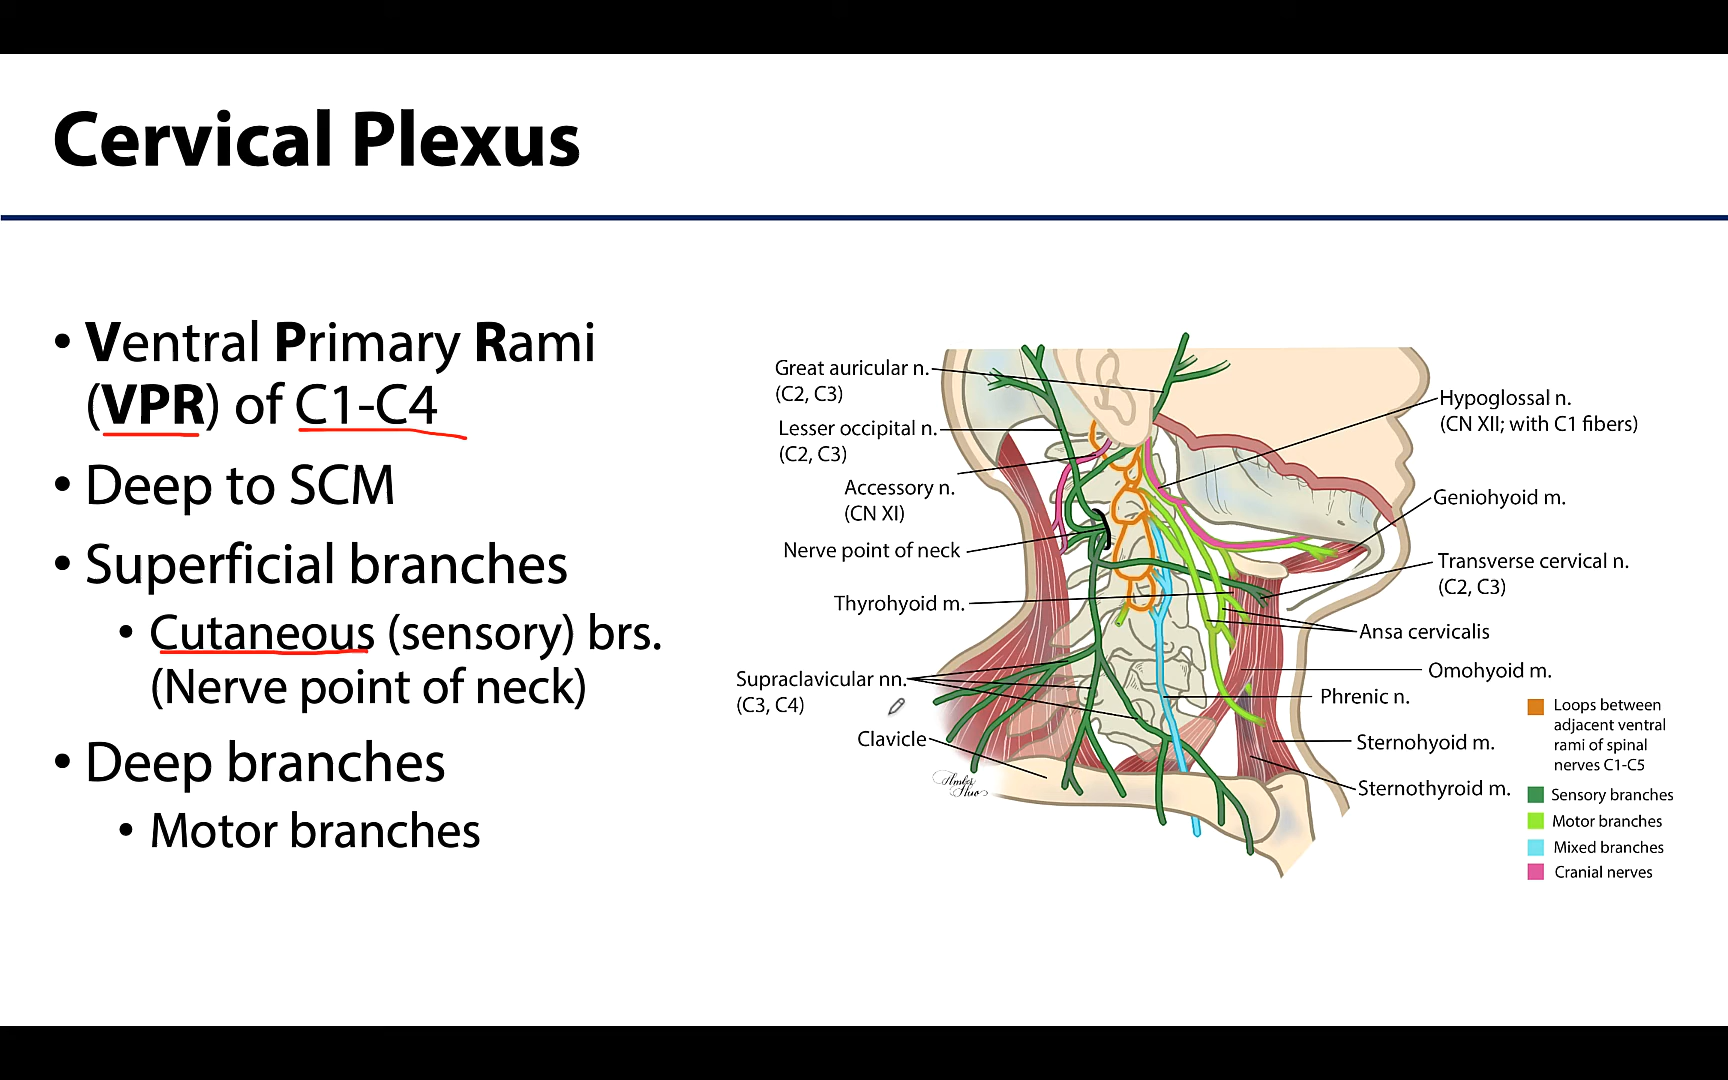 Cervical Plexus
• Ventral Primary Rami
(VPR) of C1-C4
• Deep to SCM
• Superficial branches
• Cutaneous (sensory) brs.
(Nerve point of neck)
• Deep branches
• Motor branches
Great auricular n.
(C2, C3)
Lesser occipital n.
(C2, C3)
Accessory n.
(CN XI)
Nerve point of neck
Thyrohyoid m.
Supraclavicular nn.
(C3, C4)
Clavicle
Amber
Huo
Hypoglossal n.
(CN XII; with C1 fibers)
Geniohyoid m.
Transverse cervical n.
(C2, C3)
Ansa cervicalis
Omohyoid m.
Phrenic n.
Sternohyoid m.
Sternothyroid m.
Loops between
adjacent ventral
rami of spinal
nerves C1-C5
Sensory branches
Motor branches
Mixed branches
Cranial nerves